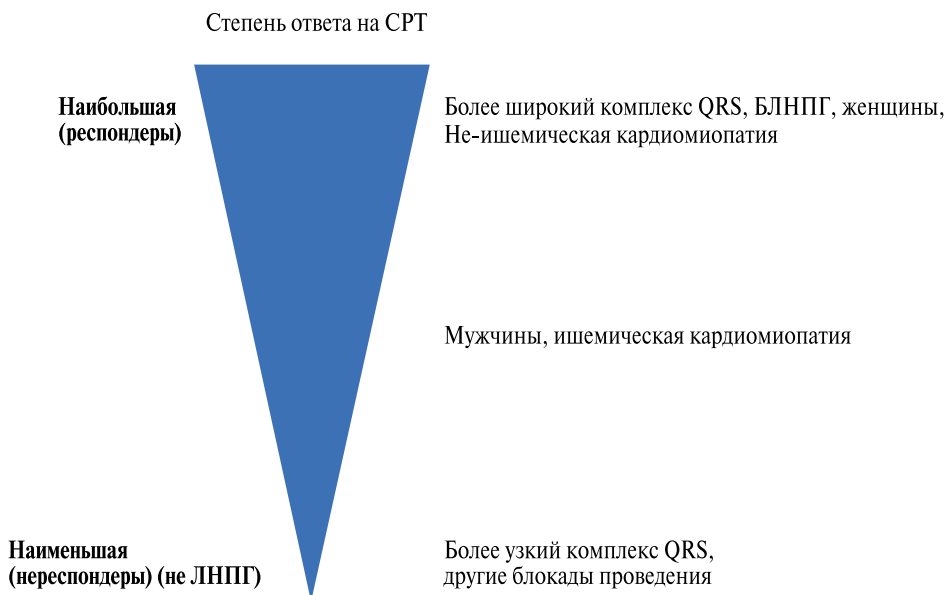 Степень ответа на СРТ
Наибольшая
(респондеры)
Более широкий комплекс QRS, БЛНПГ, женщины,
Не-ишемическая кардиомиопатия
Мужчины, ишемическая кардиомиопатия
Наименьшая
(нереспондеры) (не ЛНПГ)
Более узкий комплекс QRS,
другие блокады проведения